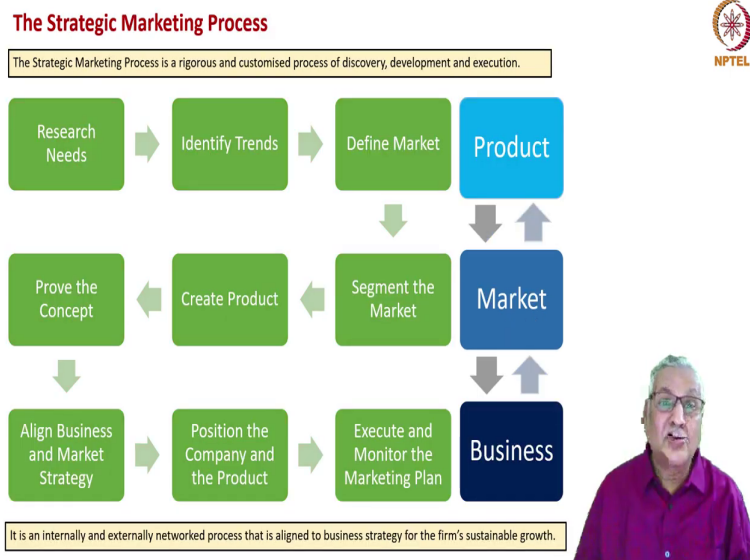 The Strategic Marketing Process
NPTEL
The Strategic Marketing Process is a rigorous and customised process of discovery, development and execution.
Research
Needs
Identify Trends
Define Market
Product
Prove the
Concept
Create Product
Segment the
Market
Market
Align Business
and Market
Strategy
Position the
Company and
the Product
Execute and
Monitor the
Marketing Plan
Business
It is an internally and externally networked process that is aligned to business strategy for the firm's sustainable growth.